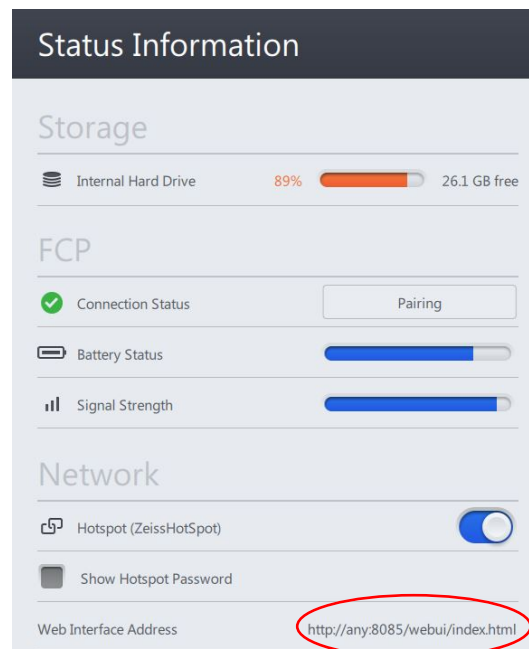 Status Information
Storage
Internal Hard Drive 89% 26.1 GB free
FCP
Connection Status Pairing
Battery Status
Signal Strength
Network
Hotspot (ZeissHotSpot)
Show Hotspot Password
Web Interface Address http://any:8085/webui/index.html